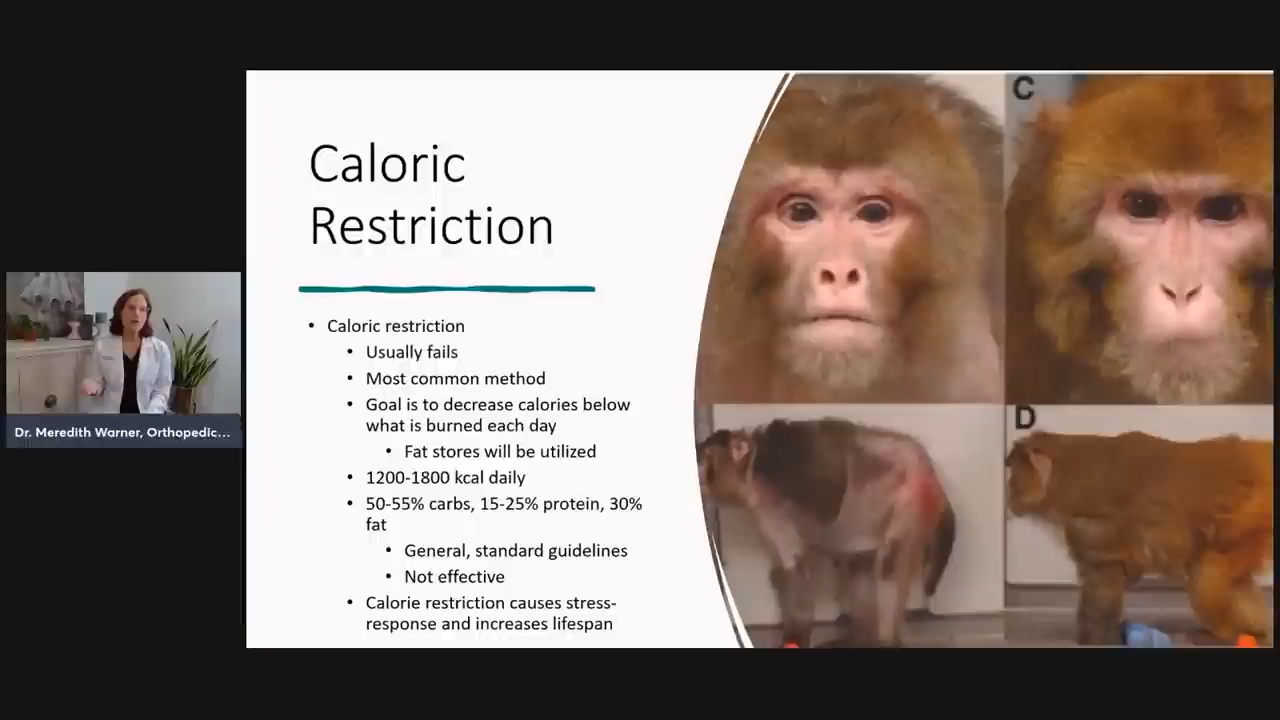 Caloric
Restriction
• Caloric restriction
• Usually fails
• Most common method
• Goal is to decrease calories below
what is burned each day
• Fat stores will be utilized
• 1200-1800 kcal daily
• 50-55% carbs, 15-25% protein, 30%
fat
• General, standard guidelines
• Not effective
• Calorie restriction causes stress-
response and increases lifespan
C
D
Dr. Meredith Warner, Orthopedic...